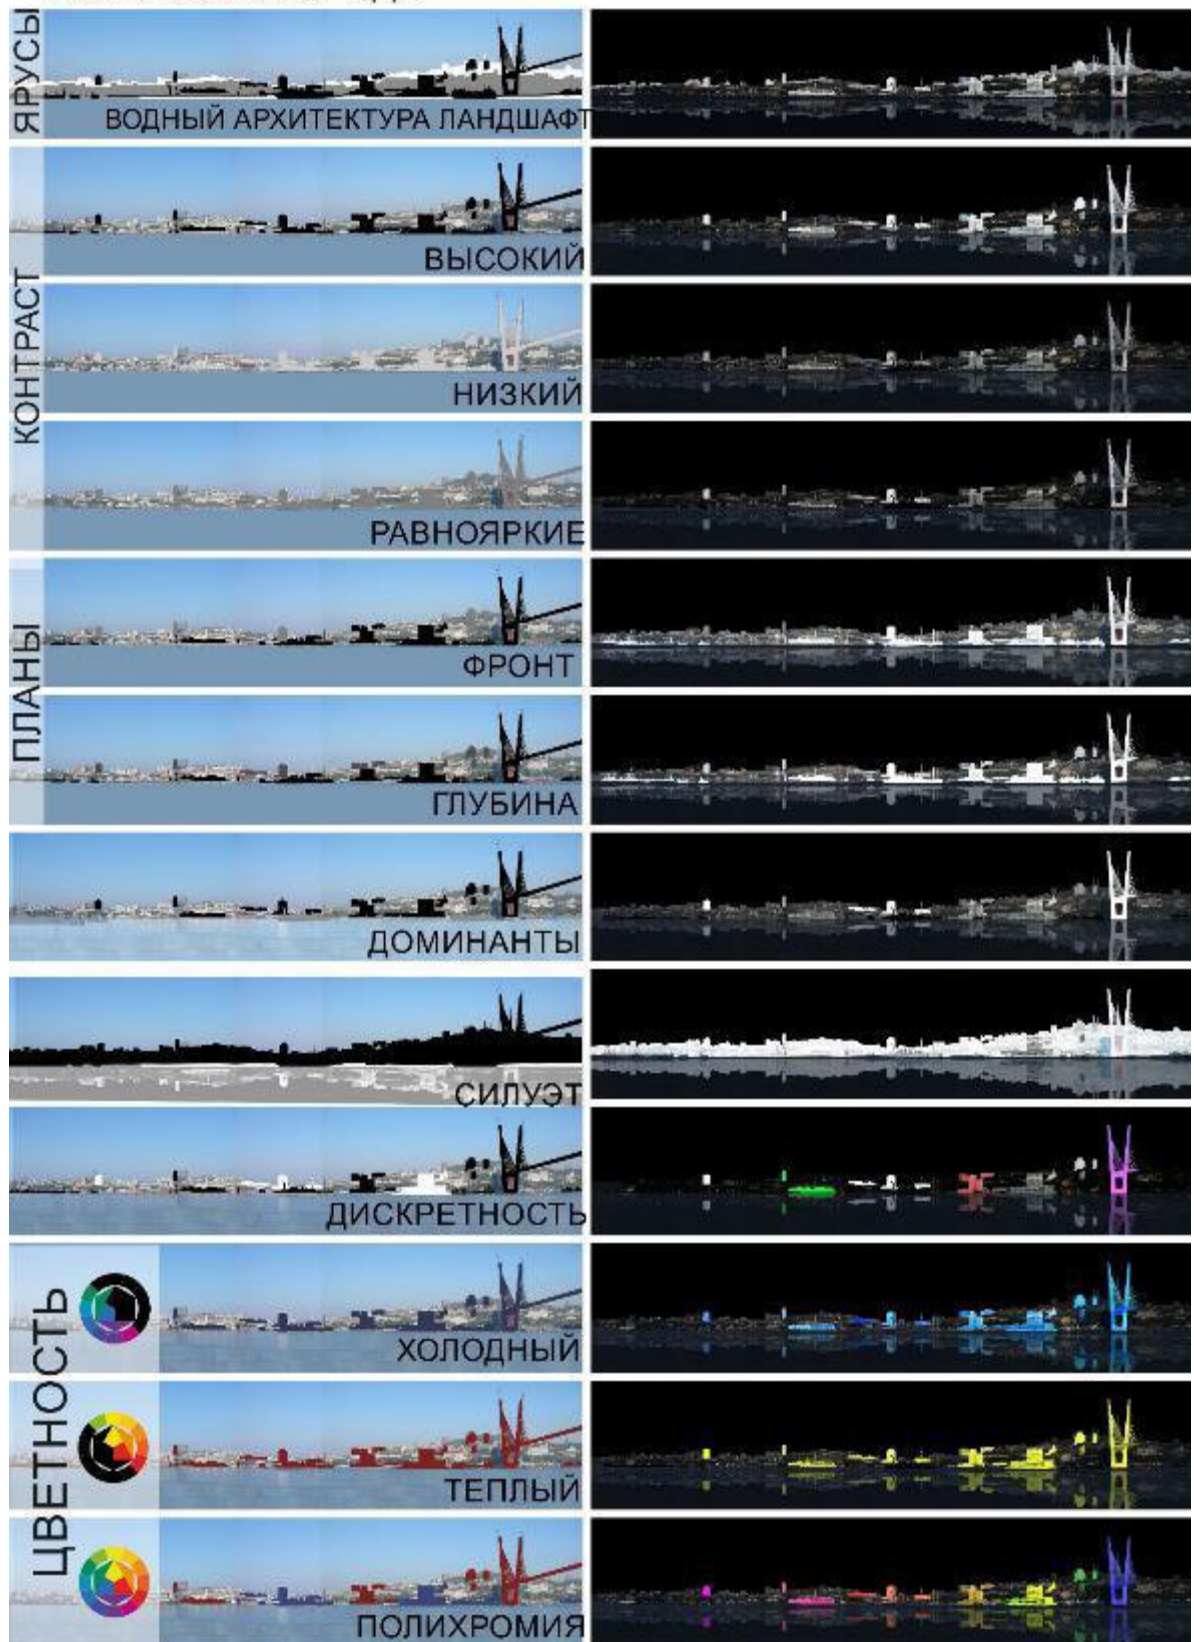 ЯРУСЫ
ВОДНЫЙ АРХИТЕКТУРА ЛАНДШАФТ
КОНТРАСТ
ВЫСОКИЙ
НИЗКИЙ
РАВНОЯРКИЕ
ПЛАНЫ
ФРОНТ
ГЛУБИНА
ДОМИНАНТЫ
СИЛУЭТ
ДИСКРЕТНОСТЬ
ЦВЕТНОСТЬ
ХОЛОДНЫЙ
ТЕПЛЫЙ
ПОЛИХРОМИЯ